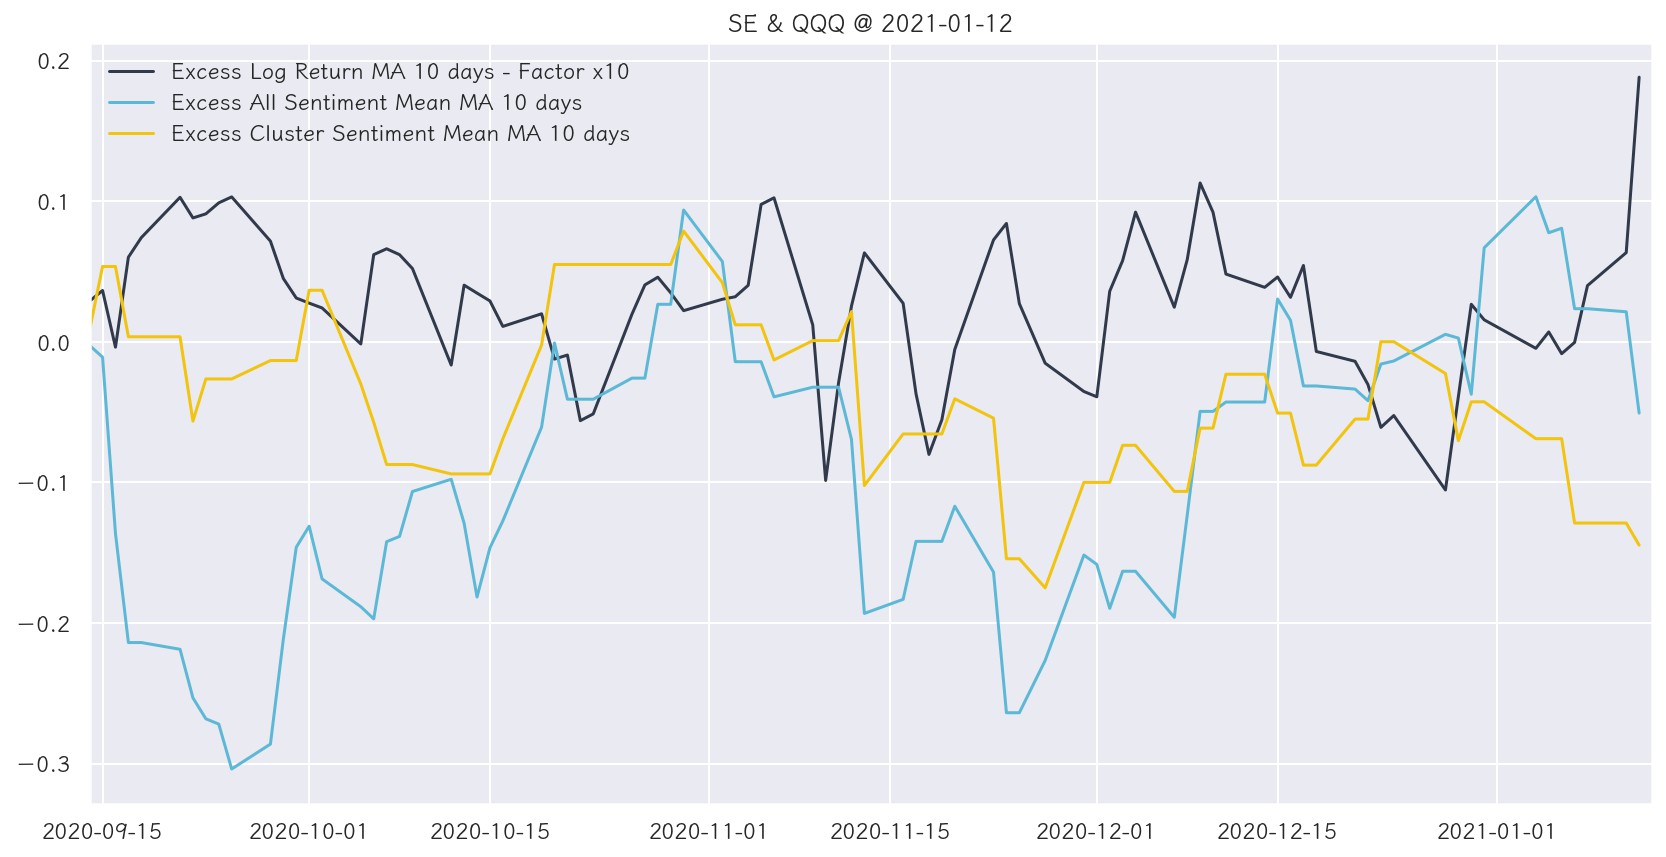 SE & QQQ @ 2021-01-12
0.2
0.1
0.0
−0.1
−0.2
−0.3
Excess Log Return MA 10 days - Factor x10
Excess All Sentiment Mean MA 10 days
Excess Cluster Sentiment Mean MA 10 days
2020-09-15 2020-10-01 2020-10-15 2020-11-01 2020-11-15 2020-12-01 2020-12-15 2021-01-01